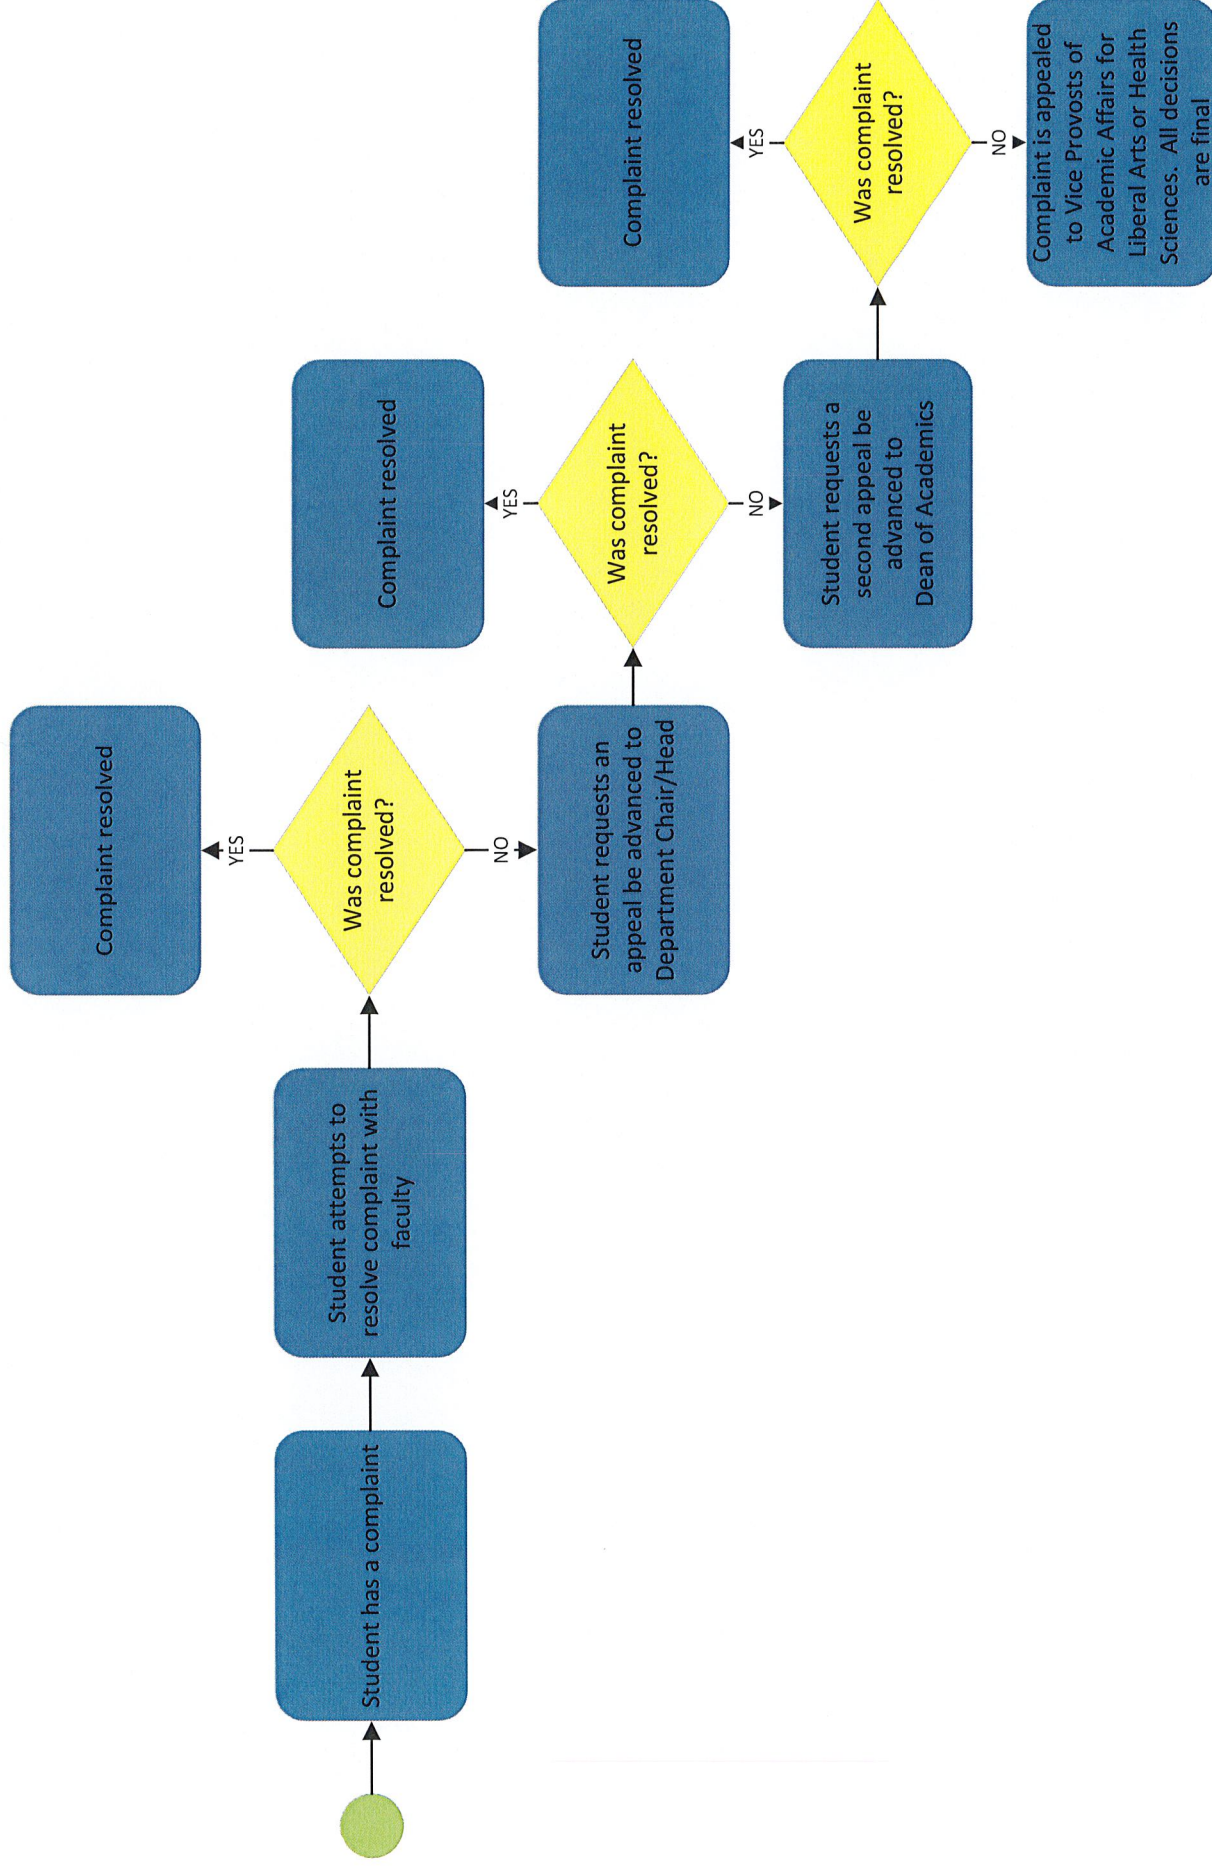 Student has a complaint
Student attempts to
resolve complaint with
faculty
Was complaint
resolved?
YES
Complaint resolved
NO
Student requests an
appeal be advanced to
Department Chair/Head
Was complaint
resolved?
YES
Complaint resolved
NO
Student requests a
second appeal be
advanced to
Dean of Academics
Was complaint
resolved?
YES
Complaint resolved
NO
Complaint is appealed
to Vice Provosts of
Academic Affairs for
Liberal Arts or Health
Sciences. All decisions
are final